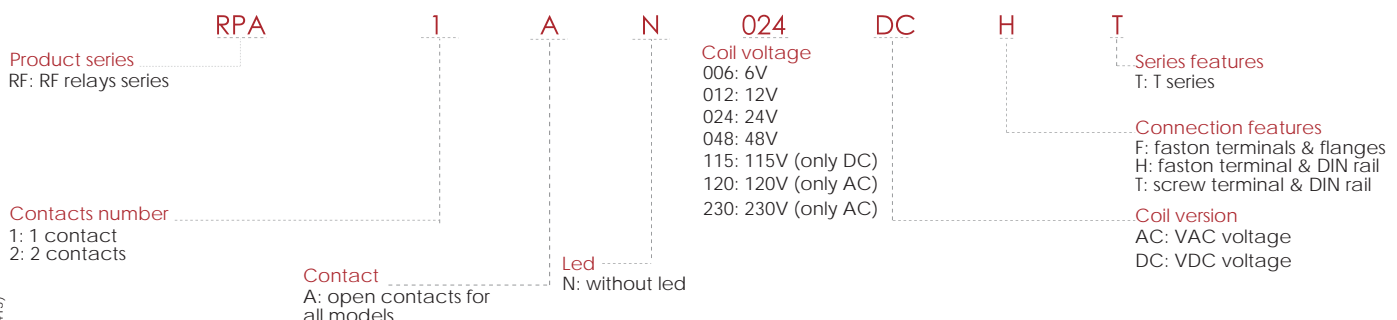 RPA 1 A N 024 DC H T
Product series
RF: RF relays series
Contacts number
1: 1 contact
2: 2 contacts
Contact
A: open contacts for
all models
Led
N: without led
Coil voltage
006: 6V
012: 12V
024: 24V
048: 48V
115: 115V (only DC)
120: 120V (only AC)
230: 230V (only AC)
Series features
T: T series
Connection features
F: faston terminals & flanges
H: faston terminal & DIN rail
T: screw terminal & DIN rail
Coil version
AC: VAC voltage
DC: VDC voltage